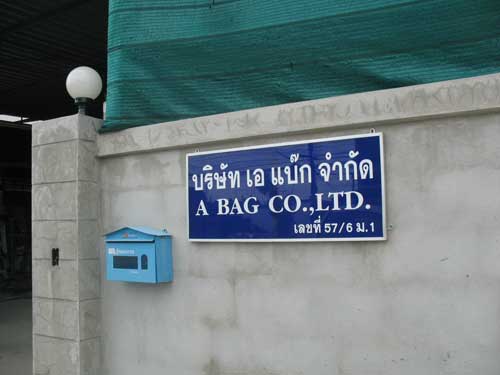 บริษัท เอ แบ๊ก จำกัด
A BAG CO.,LTD.
เลขที่ 57/6 ม.1